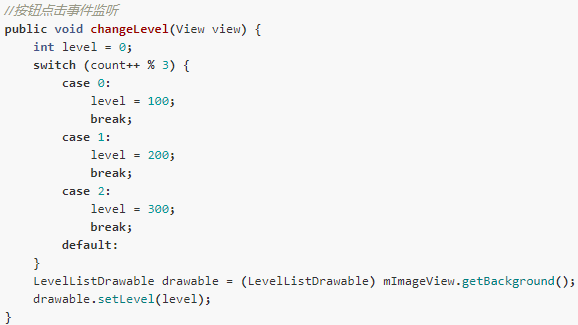 //按钮点击事件监听
public void changeLevel(View view) {
    int level = 0;
    switch (count++ % 3) {
        case 0:
            level = 100;
            break;
        case 1:
            level = 200;
            break;
        case 2:
            level = 300;
            break;
        default:
    }
    LevelListDrawable drawable = (LevelListDrawable) mImageView.getBackground();
    drawable.setLevel(level);
}